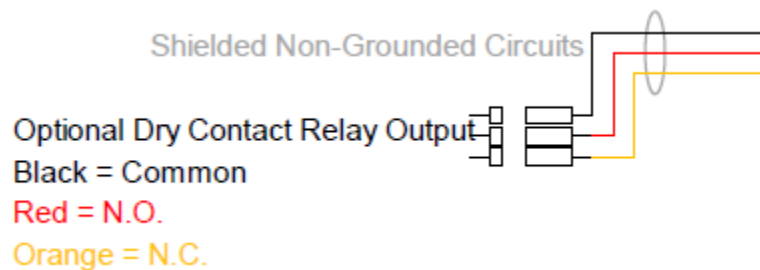 Shielded Non-Grounded Circuits
Optional Dry Contact Relay Output
Black = Common
Red = N.O.
Orange = N.C.